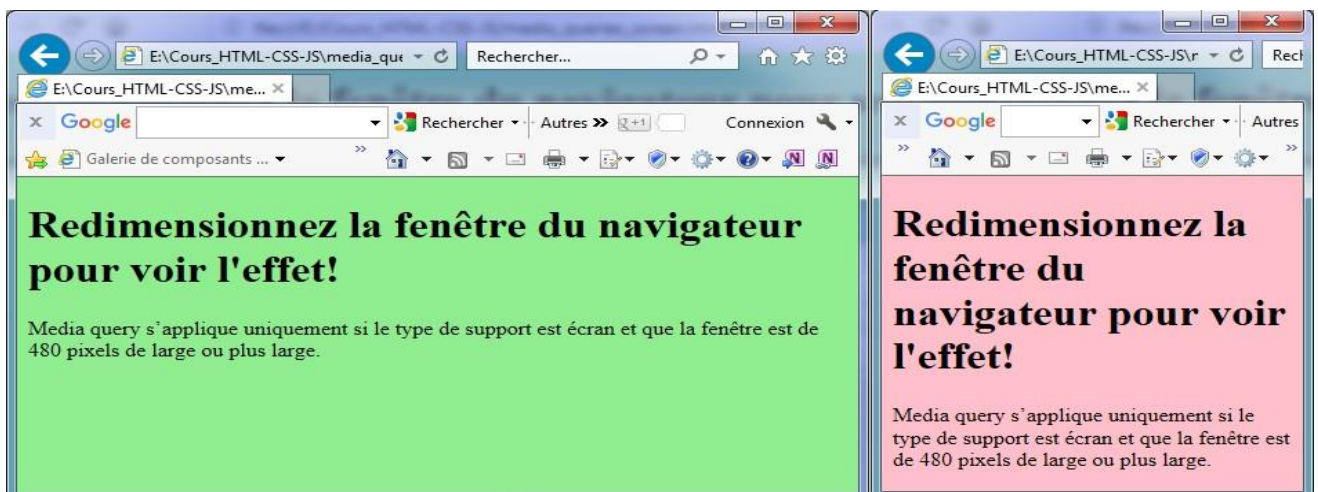 E:\Cours_HTML-CSS-JS\media_que
Rechercher...
E:\Cours_HTML-CSS-JS\me...
x Google Rechercher Autres Connexion
Galerie de composants ...
Redimensionnez la fenêtre du navigateur
pour voir l'effet!
Media query s’applique uniquement si le type de support est écran et que la fenêtre est de
480 pixels de large ou plus large.
E:\Cours_HTML-CSS-JS\
Rech
E:\Cours_HTML-CSS-JS\me...
x Google Rechercher Autres
Redimensionnez la
fenêtre du
navigateur pour voir
l'effet!
Media query s’applique uniquement si le
type de support est écran et que la fenêtre est
de 480 pixels de large ou plus large.